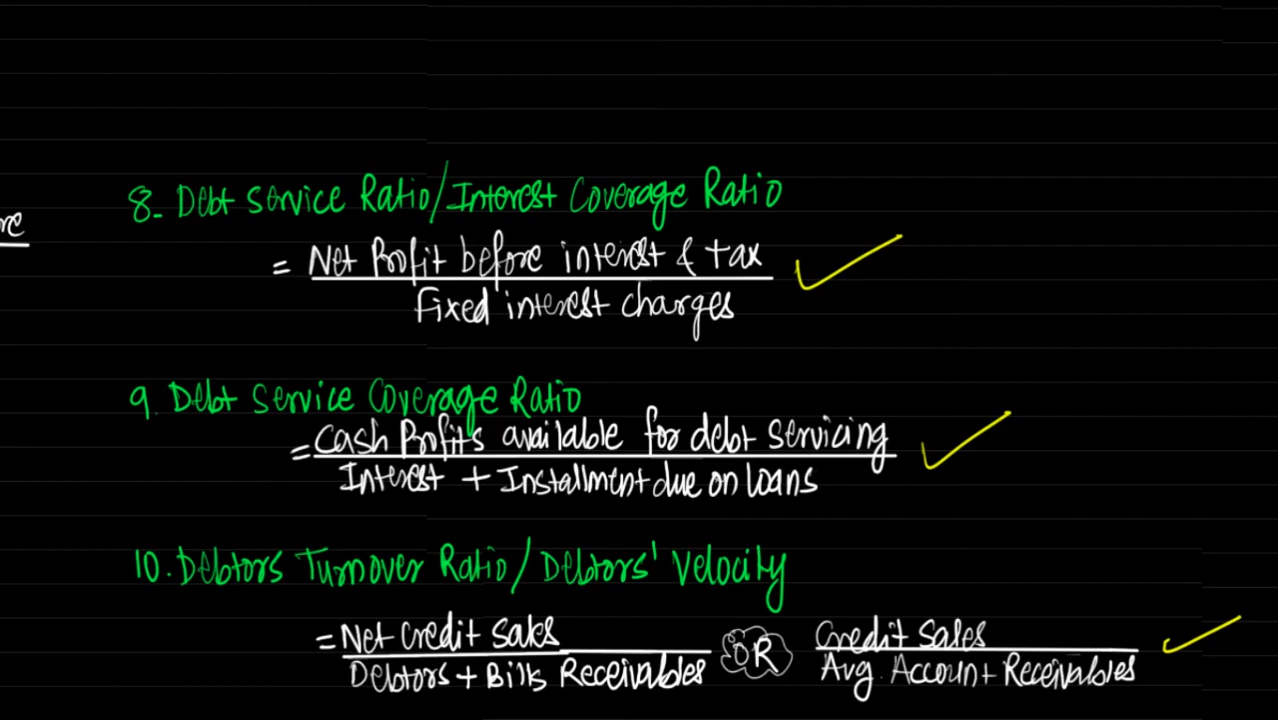 8- Debt Service Ratio/Interest Coverage Ratio
= Net Profit before interest & tax
Fixed interest charges
9. Debt Service Coverage Ratio
= Cash Profits available for debt servicing
Interest + Installment due on loans
10. Debtors Turnover Ratio/Debtors' Velocity
= Net Credit Sales OR Credit Sales
Debtors + Bills Receivables Avg. Account Receivables